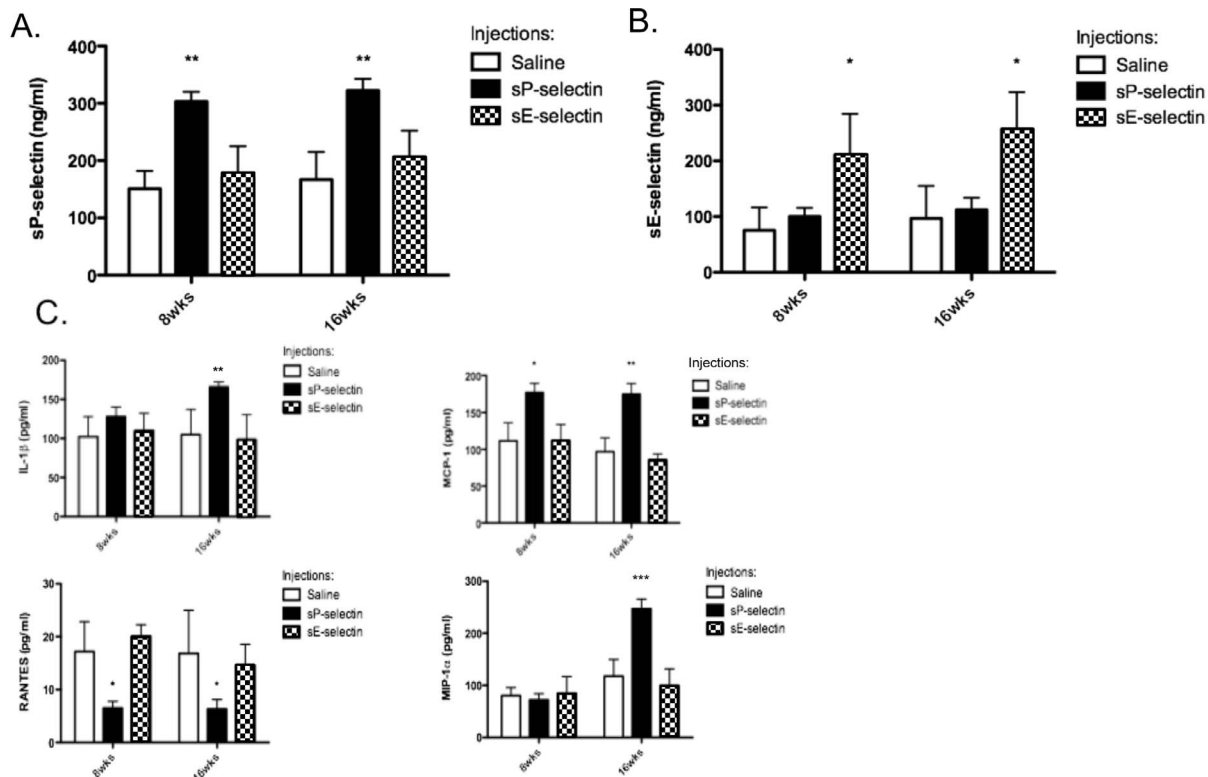 A.
Injections:
Saline
sP-selectin
sE-selectin
sP-selectin (ng/ml)
400
300
200
100
0
**
**
8wks
16wks
B.
Injections:
Saline
sP-selectin
sE-selectin
sE-selectin (ng/ml)
400
300
200
100
0
*
*
8wks
16wks
C.
Injections:
Saline
sP-selectin
sE-selectin
IL-1β (pg/ml)
200
150
100
50
0
**
8wks
16wks
Injections:
Saline
sP-selectin
sE-selectin
MCP-1 (pg/ml)
200
150
100
50
0
*
**
8wks
16wks
Injections:
Saline
sP-selectin
sE-selectin
RANTES (pg/ml)
30
20
10
0
*
*
8wks
16wks
Injections:
Saline
sP-selectin
sE-selectin
MIP-1α (pg/ml)
300
200
100
0
***
8wks
16wks